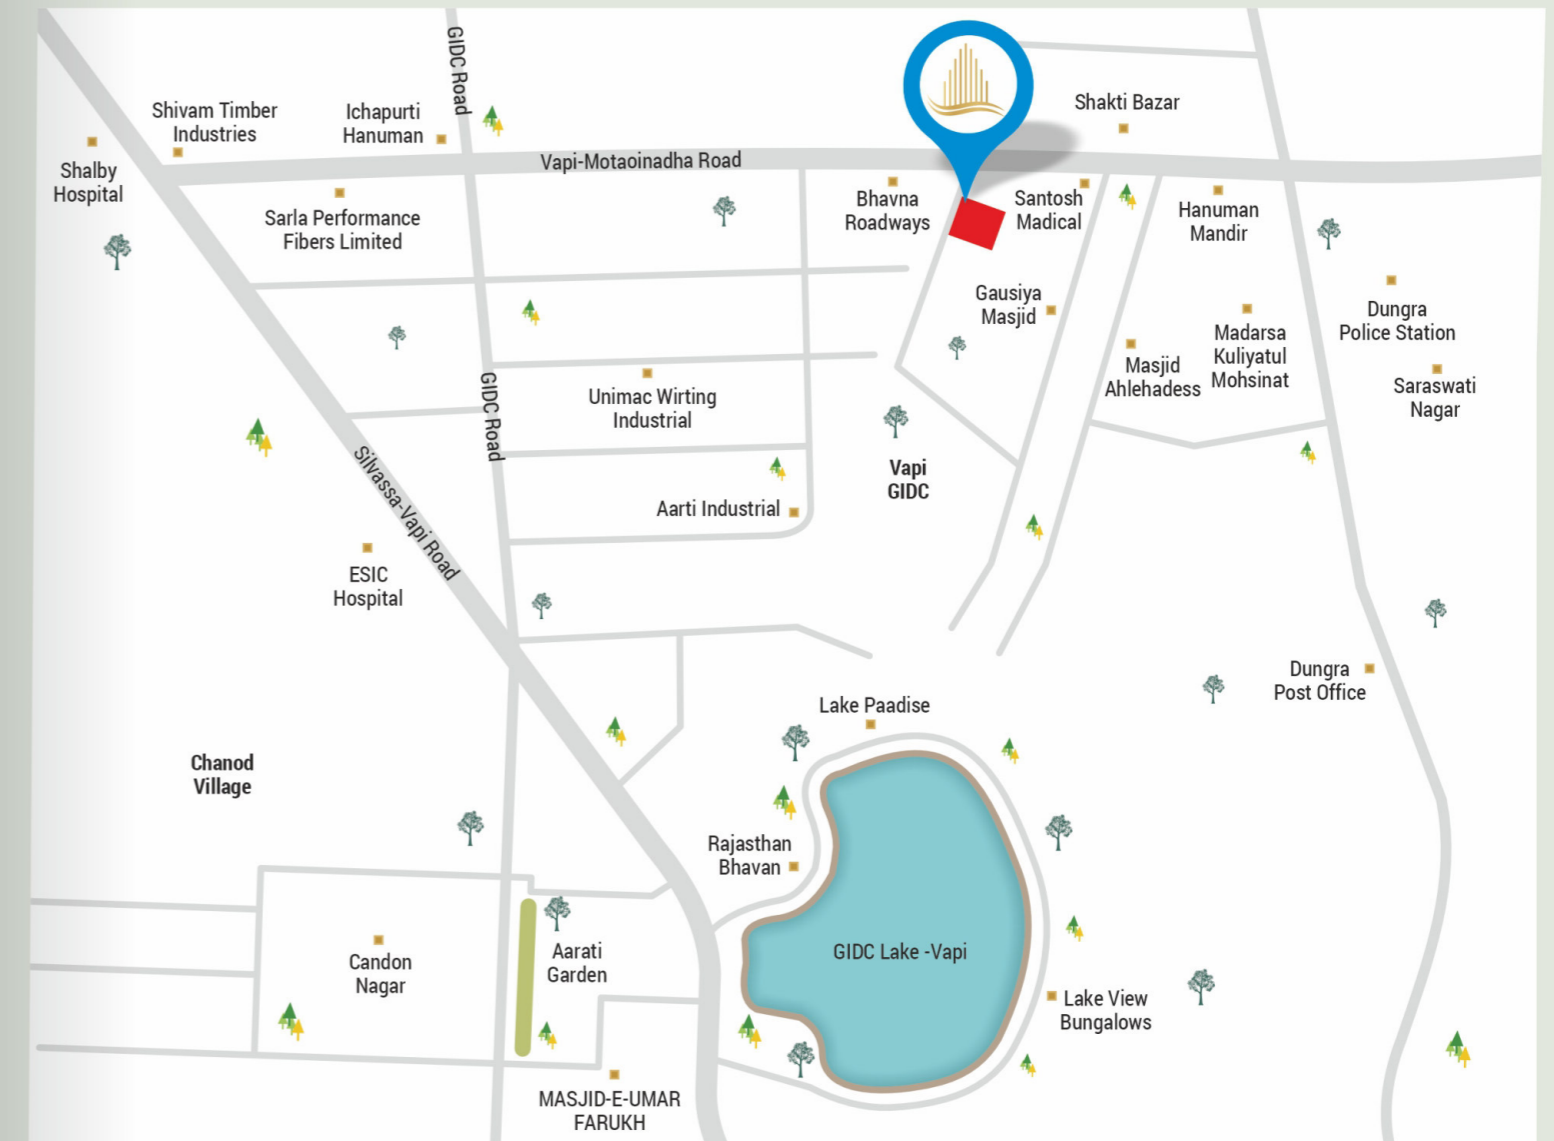 GIDC Road
Shivam Timber
Industries
Ichapurti
Hanuman
Shakti Bazar
Shalby
Hospital
Vapi-Motaoinadha Road
Sarla Performance
Fibers Limited
Bhavna
Roadways
Santosh
Madical
Hanuman
Mandir
Gausiya
Masjid
Dungra
Police Station
Madarsa
Kuliyatul
Mohsinat
Masjid
Ahlehadess
Saraswati
Nagar
GIDC Road
Unimac Wirting
Industrial
Silvassa-Vapi Road
Vapi
GIDC
Aarti Industrial
ESIC
Hospital
Dungra
Post Office
Lake Paadise
Chanod
Village
Rajasthan
Bhavan
Candon
Nagar
Aarati
Garden
GIDC Lake -Vapi
Lake View
Bungalows
MASJID-E-UMAR
FARUKH